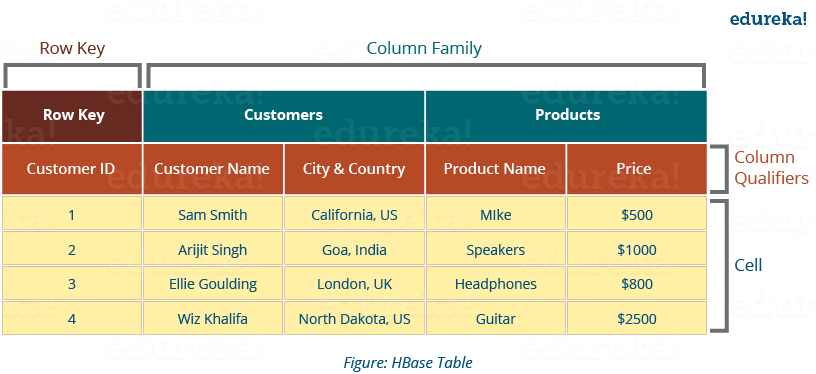 edureka!
Row Key
Column Family
Row Key Customers Products
Customer ID Customer Name City & Country Product Name Price
Column
Qualifiers
1 Sam Smith California, US MIke $500
2 Arijit Singh Goa, India Speakers $1000
3 Ellie Goulding London, UK Headphones $800
4 Wiz Khalifa North Dakota, US Guitar $2500
Cell
Figure: HBase Table